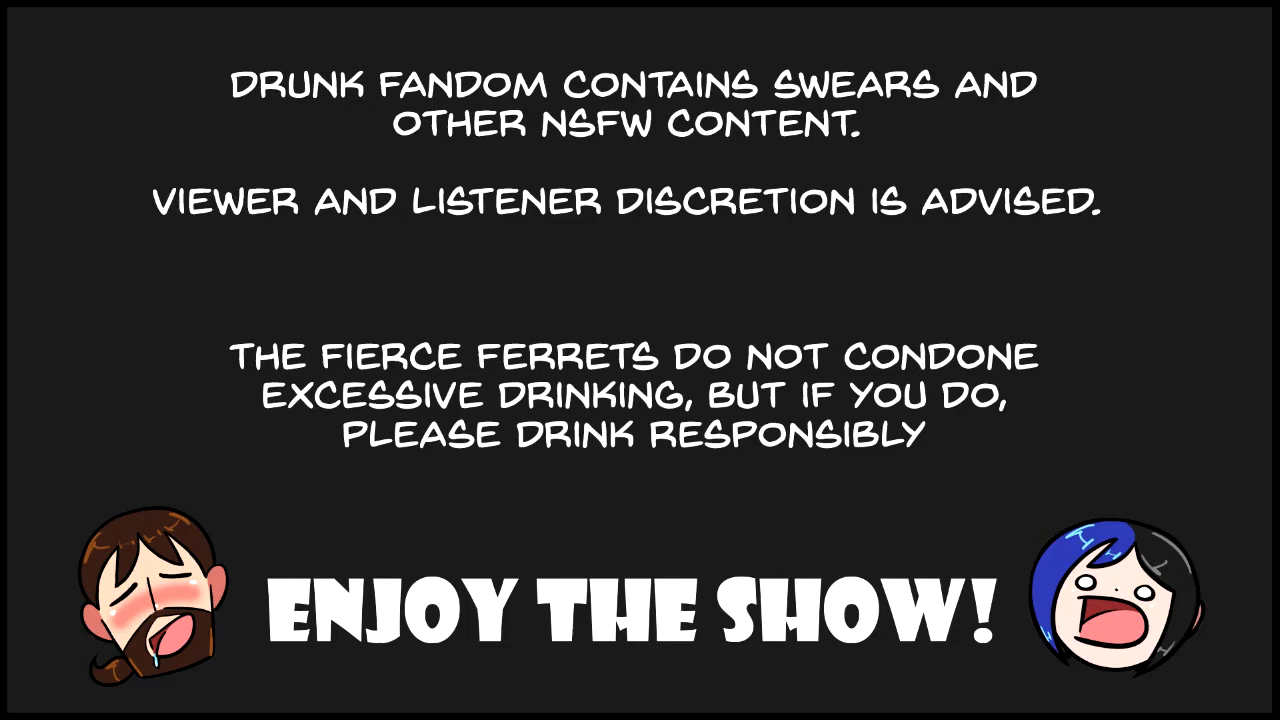 DRUNK FANDOM CONTAINS SWEARS AND
OTHER NSFW CONTENT.
VIEWER AND LISTENER DISCRETION IS ADVISED.
THE FIERCE FERRETS DO NOT CONDONE
EXCESSIVE DRINKING, BUT IF YOU DO,
PLEASE DRINK RESPONSIBLY
ENJOY THE SHOW!